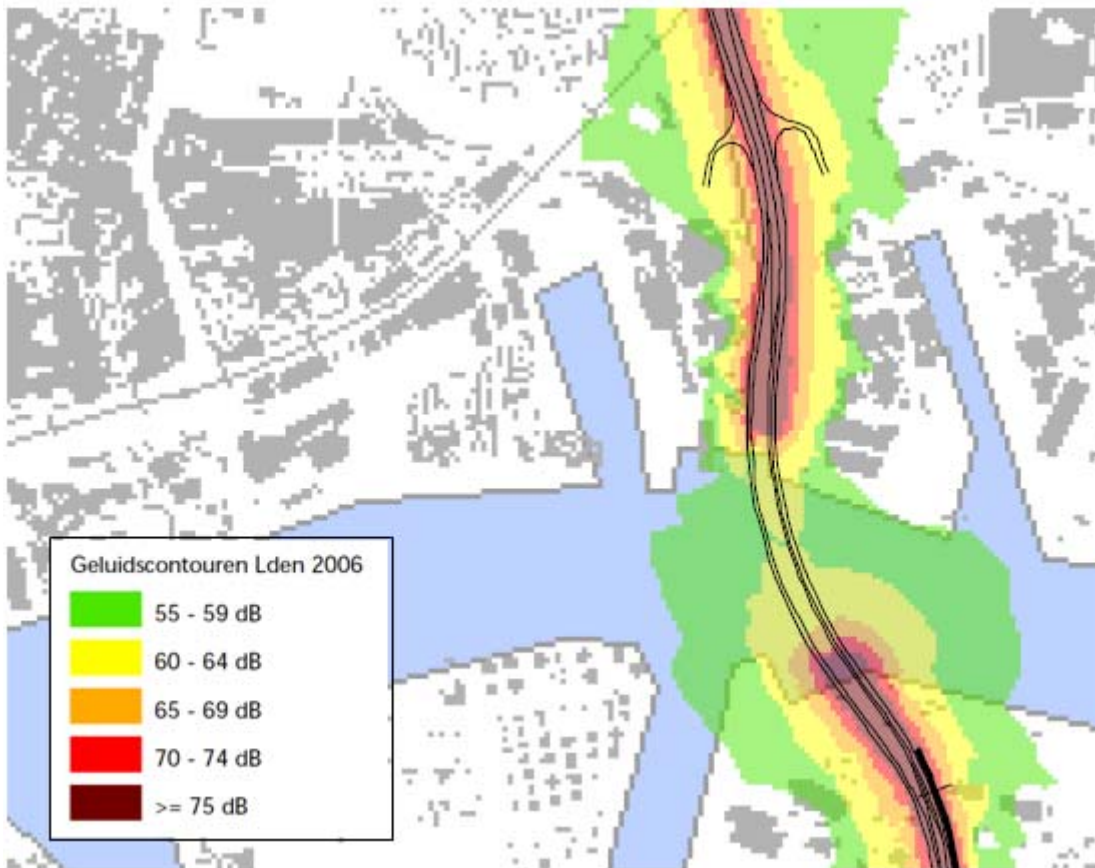 Geluidscontouren Lden 2006
55 - 59 dB
60 - 64 dB
65 - 69 dB
70 - 74 dB
>= 75 dB